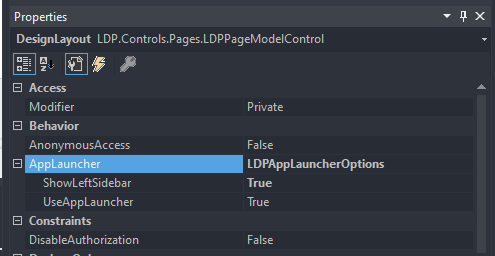 Properties
DesignLayout LDP.Controls.Pages.LDPPageModelControl
Access
Modifier Private
Behavior
AnonymousAccess False
AppLauncher LDPAppLauncherOptions
ShowLeftSidebar True
UseAppLauncher True
Constraints
DisableAuthorization False